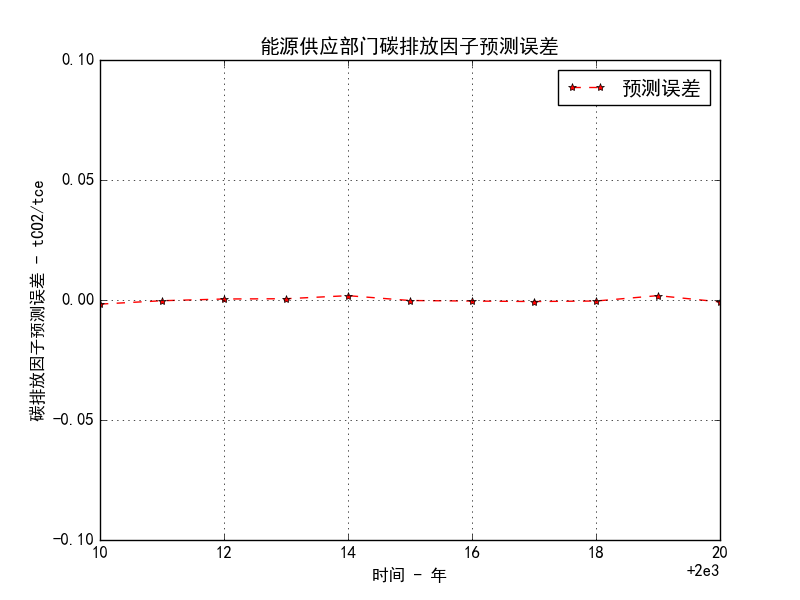 能源供应部门碳排放因子预测误差
预测误差
0.10
0.05
0.00
-0.05
-0.10
碳排放因子预测误差 - tCO2/tce
10 12 14 16 18 20
+2e3
时间 - 年